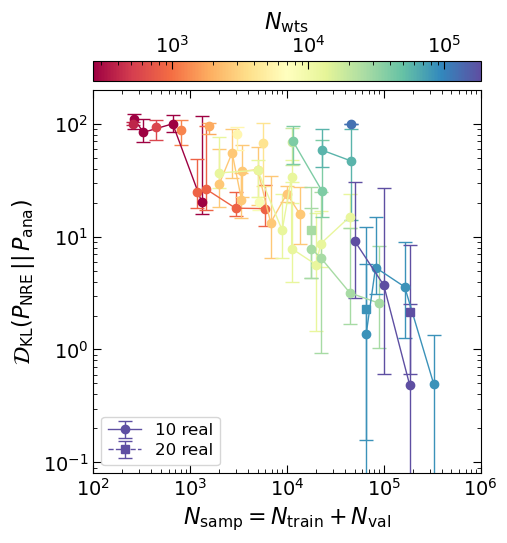 N_wts
10^3 10^4 10^5
10^2
10^1
10^0
10^−1
D_KL(P_NRE || P_ana)
10 real
20 real
10^2 10^3 10^4 10^5 10^6
N_samp = N_train + N_val